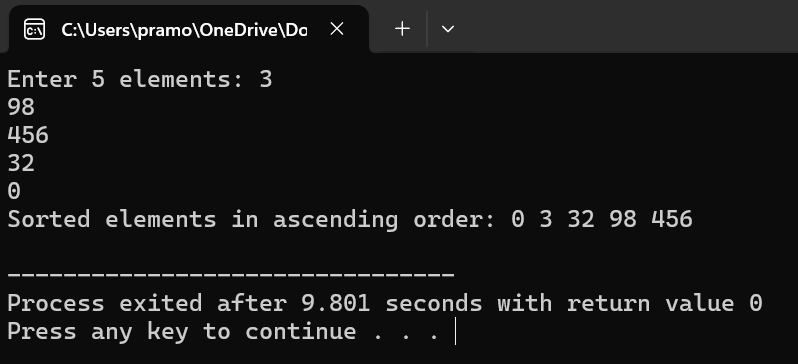 C:\Users\pramo\OneDrive\Do
Enter 5 elements: 3
98
456
32
0
Sorted elements in ascending order: 0 3 32 98 456
--------------------------------
Process exited after 9.801 seconds with return value 0
Press any key to continue . . .